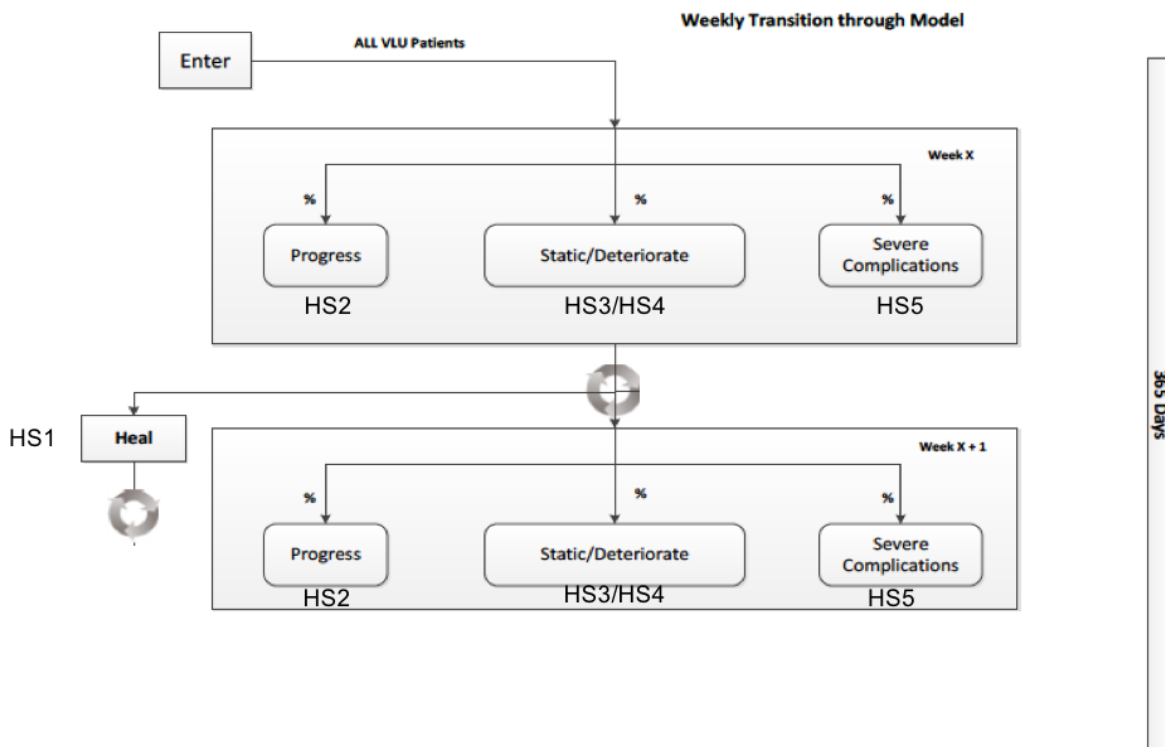 Weekly Transition through Model
ALL VLU Patients
Enter
Week X
% % %
Progress
Static/Deteriorate
Severe
Complications
HS2 HS3/HS4 HS5
365 Days
HS1
Heal
Week X + 1
% % %
Progress
Static/Deteriorate
Severe
Complications
HS2 HS3/HS4 HS5